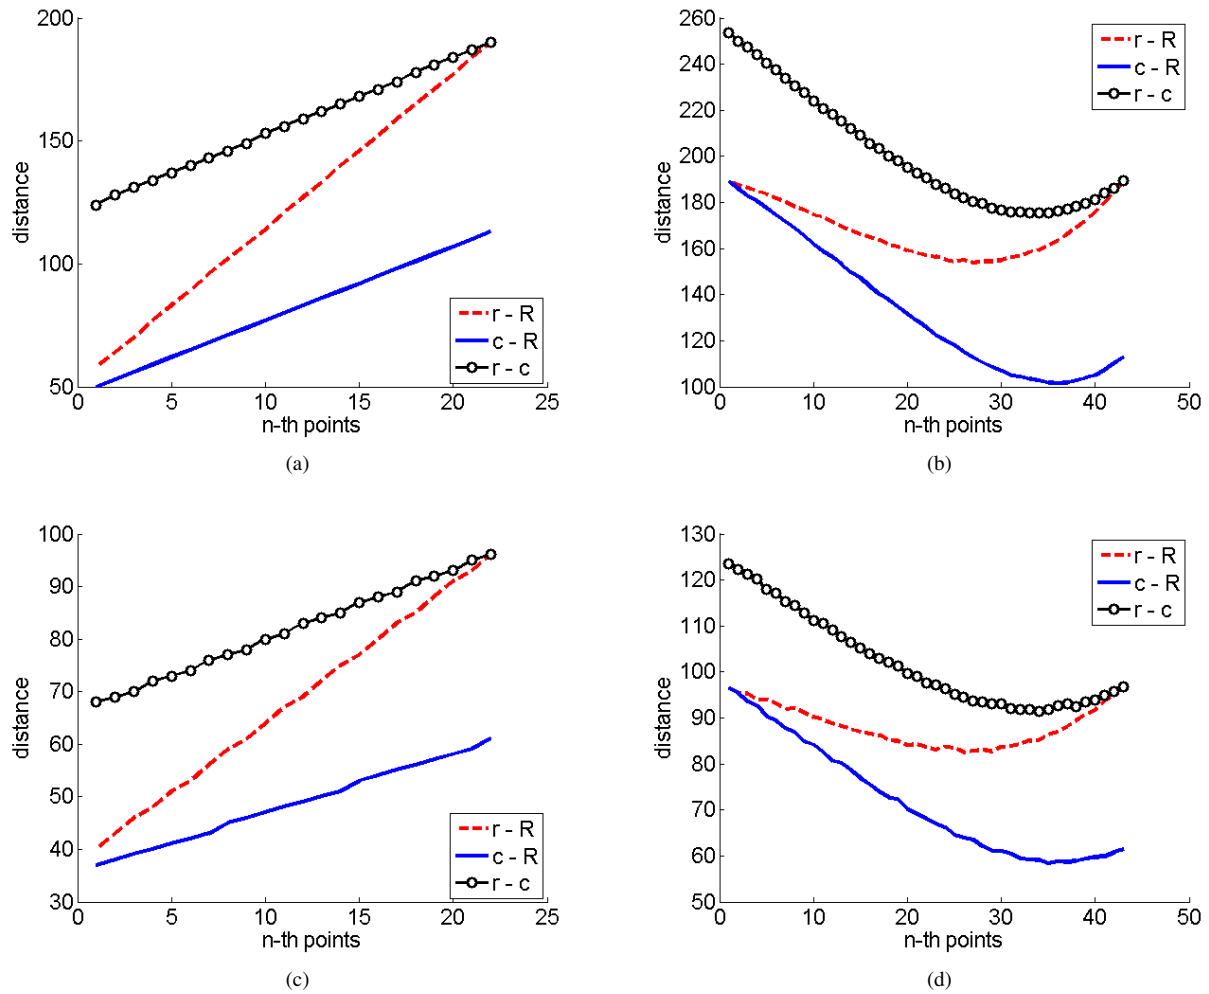 200
150
100
50
distance
0
5
10
15
20
25
n-th points
r - R
c - R
r - c
(a)
260
240
220
200
180
160
140
120
100
distance
0
10
20
30
40
50
n-th points
r - R
c - R
r - c
(b)
100
90
80
70
60
50
40
30
distance
0
5
10
15
20
25
n-th points
r - R
c - R
r - c
(c)
130
120
110
100
90
80
70
60
50
distance
0
10
20
30
40
50
n-th points
r - R
c - R
r - c
(d)